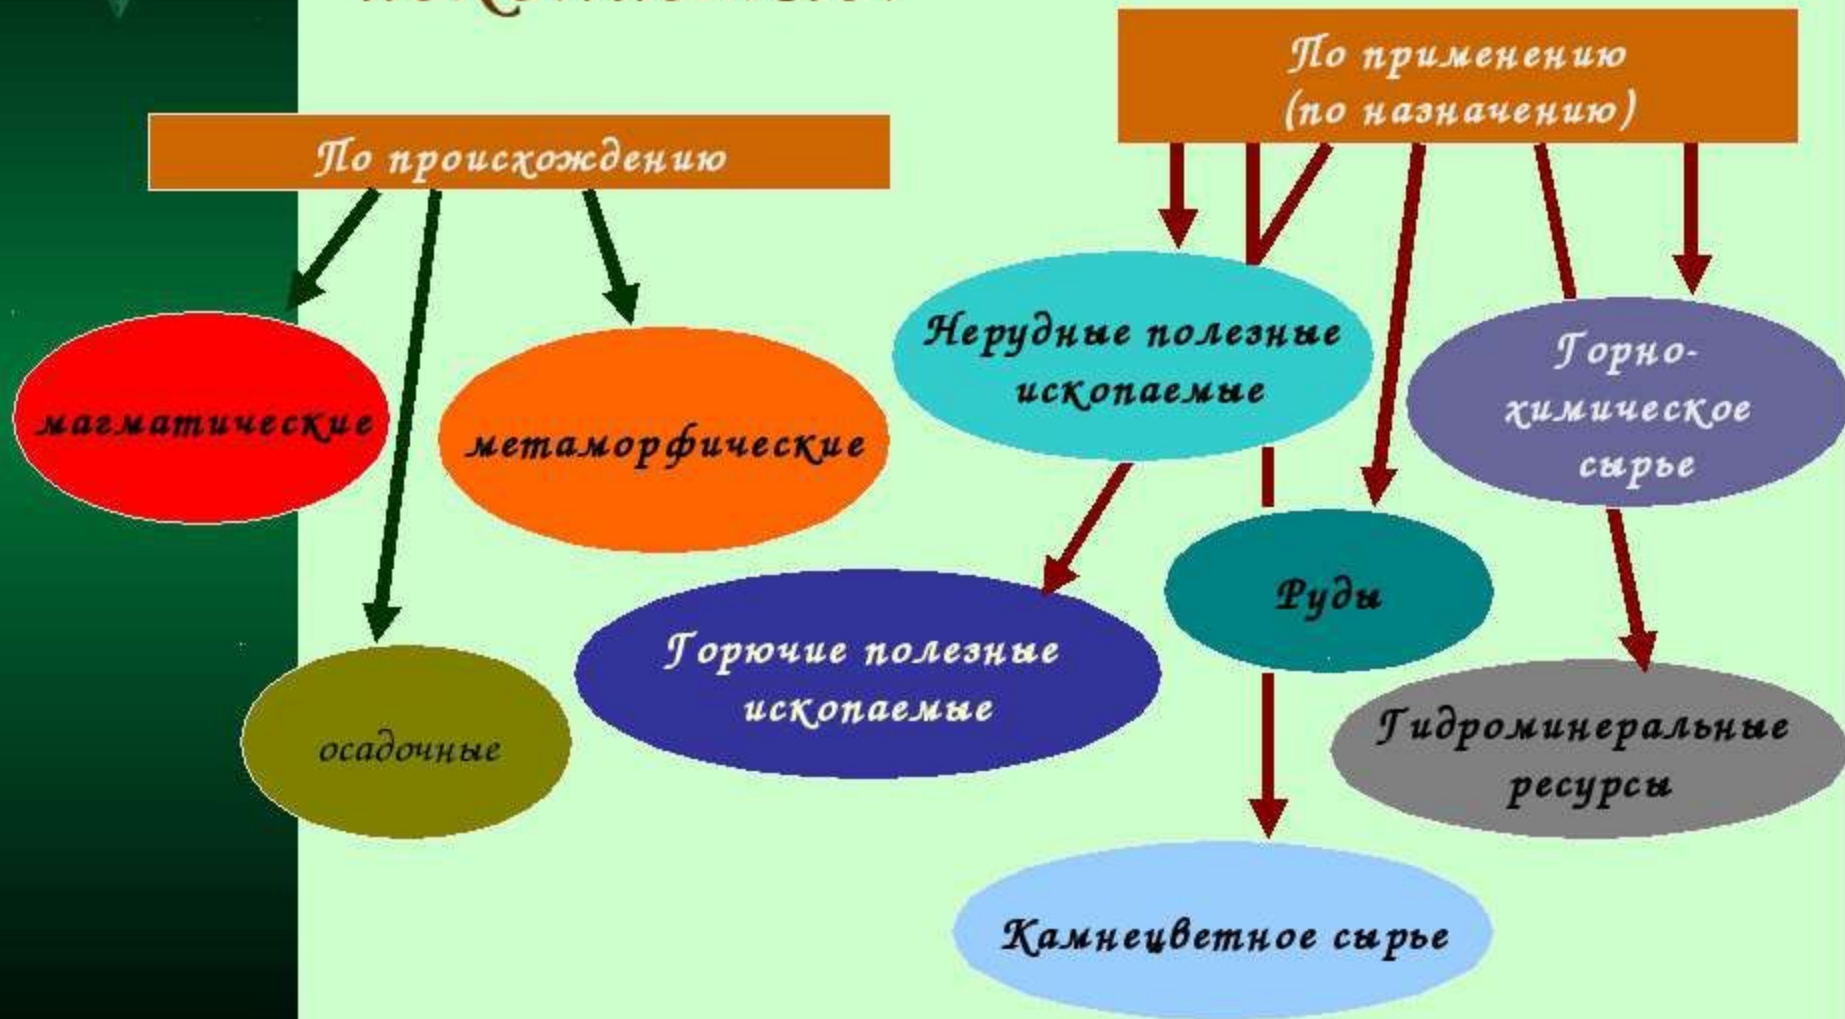 По происхождению
магматические
метаморфические
осадочные
По применению
(по назначению)
Нерудные полезные
ископаемые
Горно-
химическое
сырье
Руды
Горючие полезные
ископаемые
Гидроминеральные
ресурсы
Камнецветное сырье